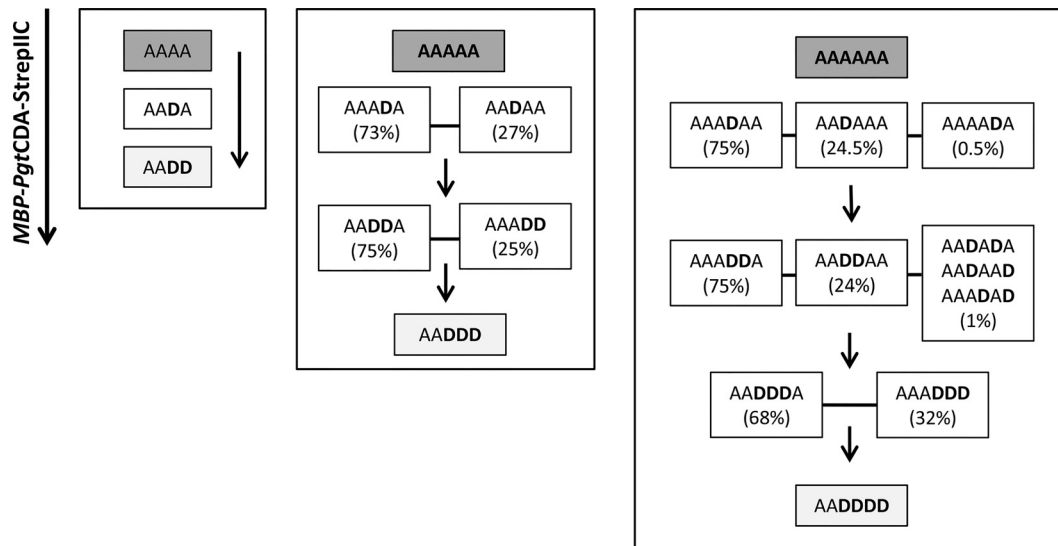 MBP-PgtCDA-StrepIIC
AAAA
AADA
AADD
AAAAA
AAADA
(73%)
AADAA
(27%)
AADDA
(75%)
AAADD
(25%)
AADDD
AAAAAA
AAADAA
(75%)
AADAAA
(24.5%)
AAAADA
(0.5%)
AAADDA
(75%)
AADDAA
(24%)
AADADA
AADAAD
AAADAD
(1%)
AADDDA
(68%)
AAADDD
(32%)
AADDDD